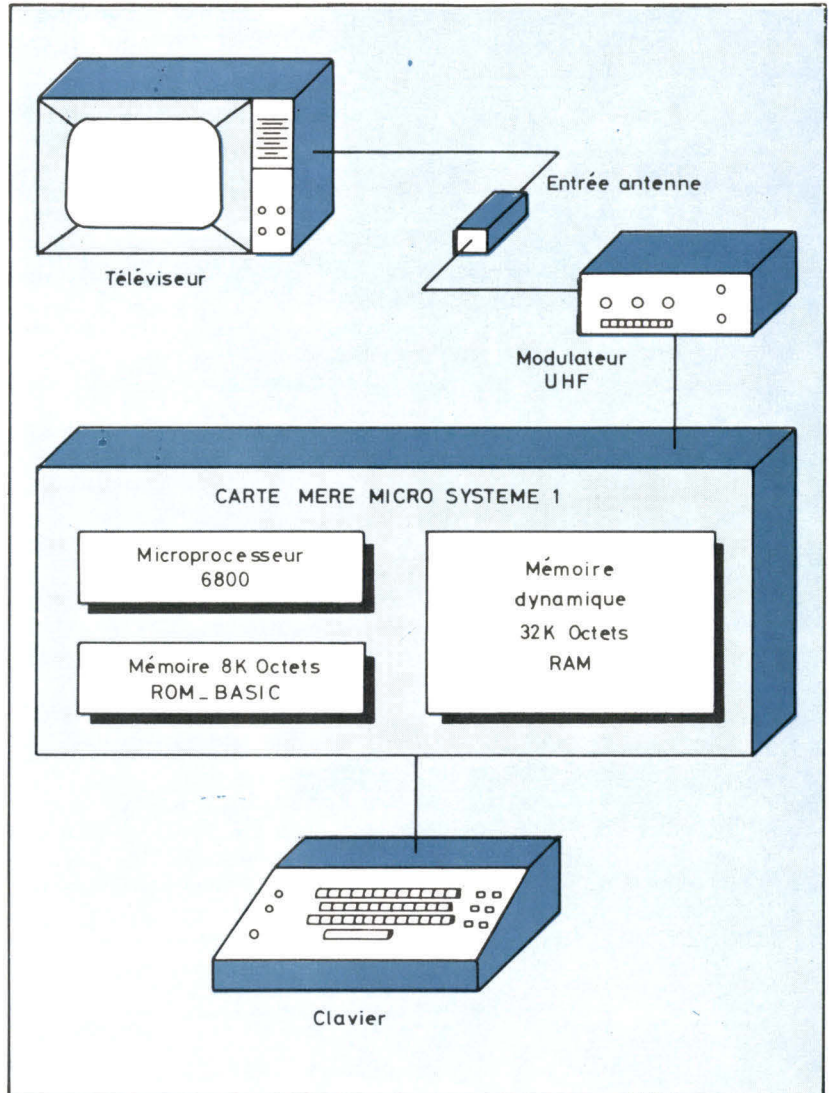 Entrée antenne
Téléviseur
Modulateur
UHF
CARTE MERE MICRO SYSTEME 1
Microprocesseur
6800
Mémoire 8K Octets
ROM_BASIC
Mémoire
dynamique
32K Octets
RAM
Clavier